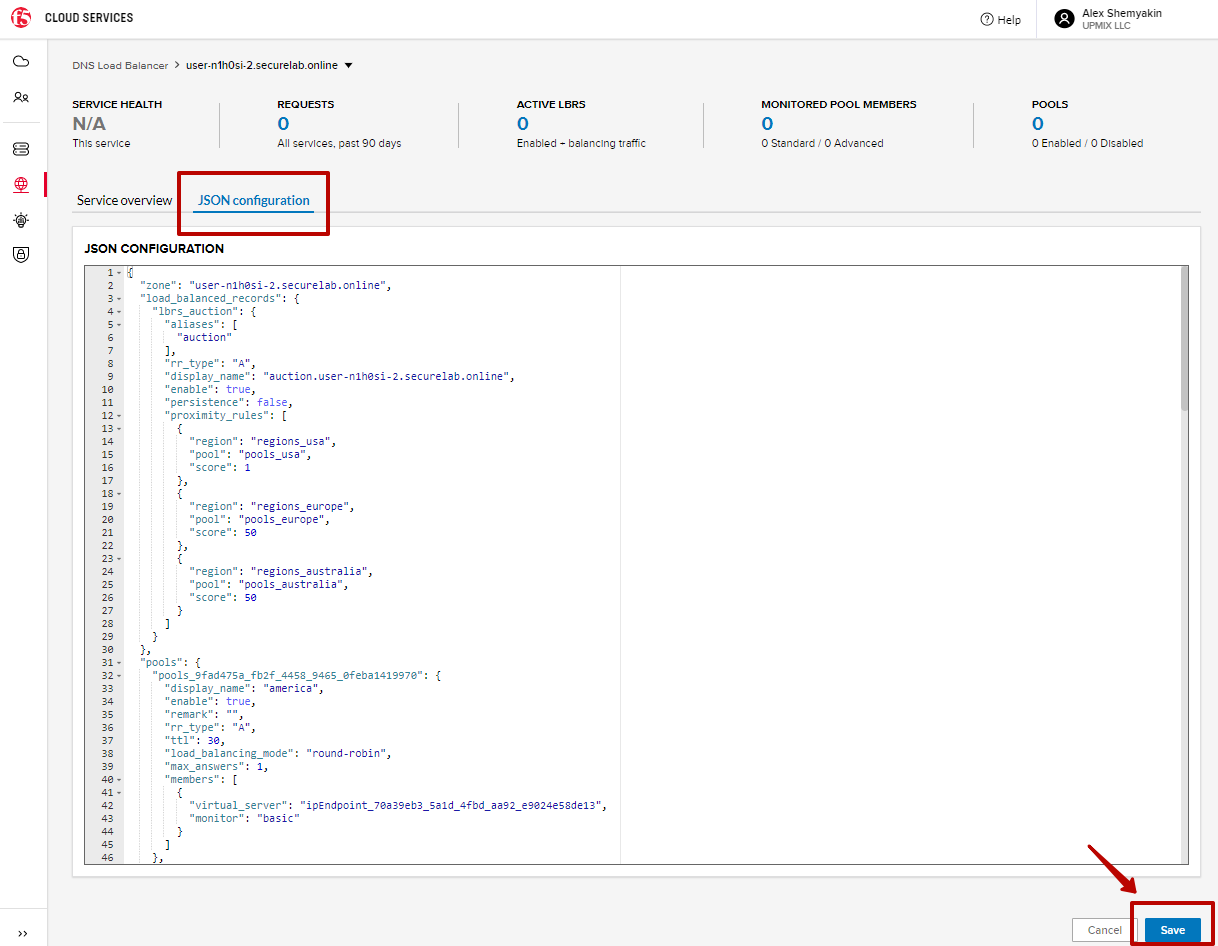 f5 CLOUD SERVICES
? Help
Alex Shemyakin
UPMIX LLC
DNS Load Balancer > user-n1h0si-2.securelab.online
SERVICE HEALTH
N/A
This service
REQUESTS
0
All services, past 90 days
ACTIVE LBRS
0
Enabled + balancing traffic
MONITORED POOL MEMBERS
0
0 Standard / 0 Advanced
POOLS
0
0 Enabled / 0 Disabled
Service overview
JSON configuration
JSON CONFIGURATION
1 {
2 "zone": "user-n1h0si-2.securelab.online",
3 "load_balanced_records": {
4 "lbrs_auction": {
5 "aliases": [
6 "auction"
7 ],
8 "rr_type": "A",
9 "display_name": "auction.user-n1h0si-2.securelab.online",
10 "enable": true,
11 "persistence": false,
12 "proximity_rules": [
13 {
14 "region": "regions_usa",
15 "pool": "pools_usa",
16 "score": 1
17 },
18 {
19 "region": "regions_europe",
20 "pool": "pools_europe",
21 "score": 50
22 },
23 {
24 "region": "regions_australia",
25 "pool": "pools_australia",
26 "score": 50
27 }
28 ]
29 }
30 },
31 "pools": {
32 "pools_9fad475a_fb2f_4458_9465_0feba1419970": {
33 "display_name": "america",
34 "enable": true,
35 "remark": "",
36 "rr_type": "A",
37 "ttl": 30,
38 "load_balancing_mode": "round-robin",
39 "max_answers": 1,
40 "members": [
41 {
42 "virtual_server": "ipEndpoint_70a39eb3_5a1d_4fbd_aa92_e9024e58de13",
43 "monitor": "basic"
44 }
45 ]
46 },
Cancel
Save
>>